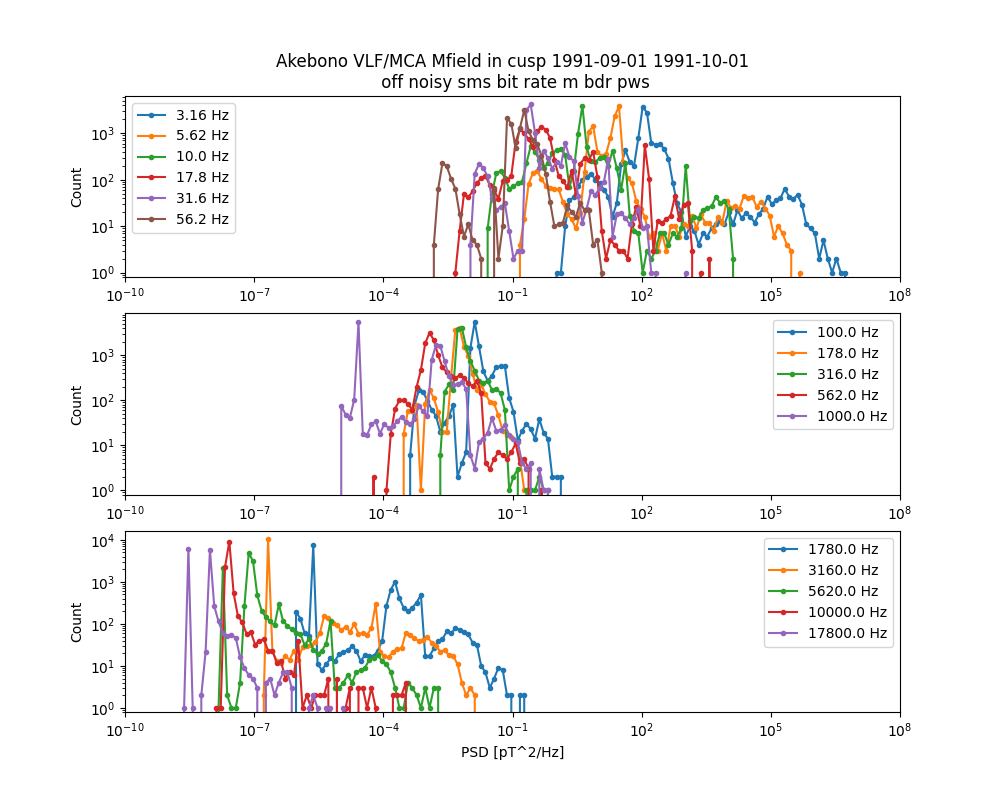 Akebono VLF/MCA Mfield in cusp 1991-09-01 1991-10-01
off noisy sms bit rate m bdr pws
Count
10^3
10^2
10^1
10^0
3.16 Hz
5.62 Hz
10.0 Hz
17.8 Hz
31.6 Hz
56.2 Hz
10^-10 10^-7 10^-4 10^-1 10^2 10^5 10^8
Count
10^3
10^2
10^1
10^0
100.0 Hz
178.0 Hz
316.0 Hz
562.0 Hz
1000.0 Hz
10^-10 10^-7 10^-4 10^-1 10^2 10^5 10^8
Count
10^4
10^3
10^2
10^1
10^0
1780.0 Hz
3160.0 Hz
5620.0 Hz
10000.0 Hz
17800.0 Hz
10^-10 10^-7 10^-4 10^-1 10^2 10^5 10^8
PSD [pT^2/Hz]